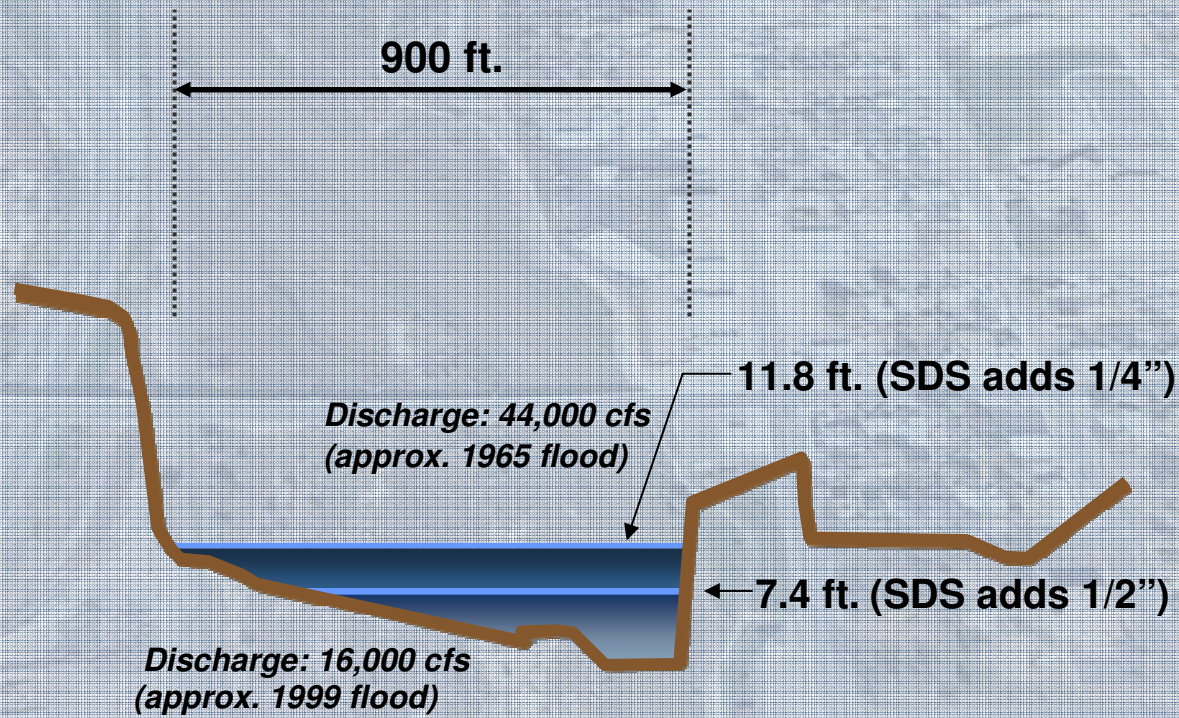 900 ft.
11.8 ft. (SDS adds 1/4”)
Discharge: 44,000 cfs
(approx. 1965 flood)
7.4 ft. (SDS adds 1/2”)
Discharge: 16,000 cfs
(approx. 1999 flood)